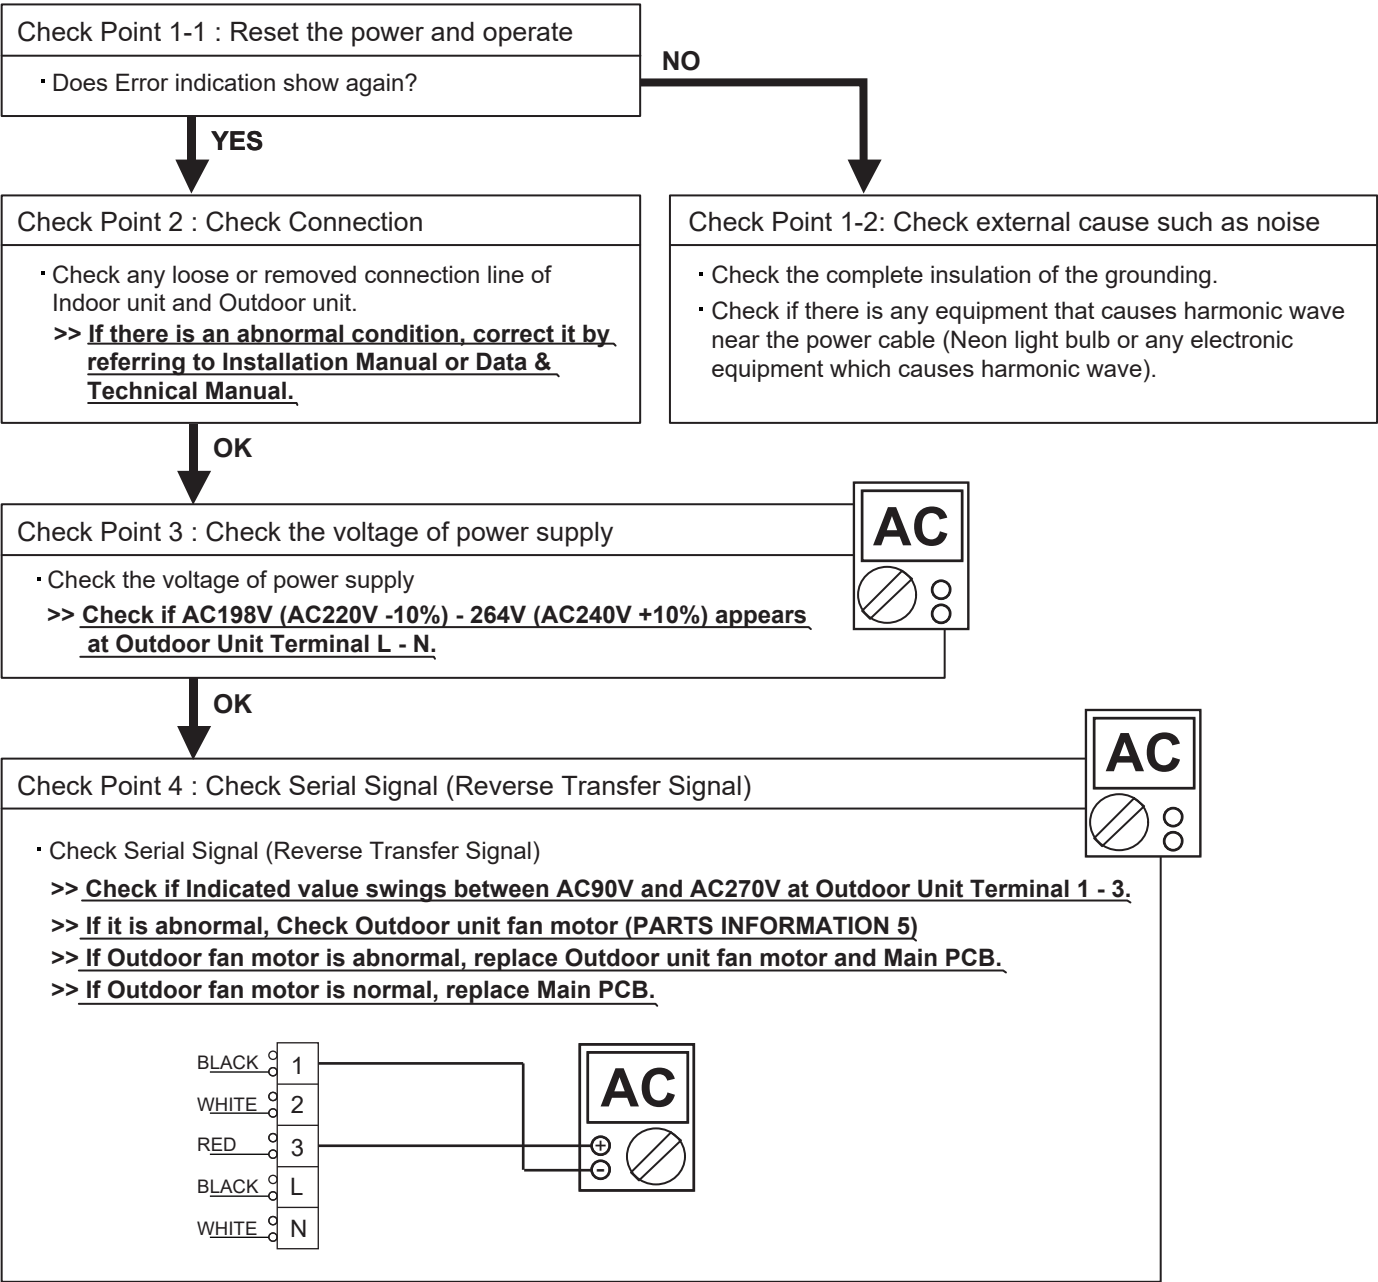 Check Point 1-1 : Reset the power and operate
· Does Error indication show again?
NO
YES
Check Point 2 : Check Connection
· Check any loose or removed connection line of
Indoor unit and Outdoor unit.
>> If there is an abnormal condition, correct it by
referring to Installation Manual or Data &
Technical Manual.
Check Point 1-2: Check external cause such as noise
· Check the complete insulation of the grounding.
· Check if there is any equipment that causes harmonic wave
near the power cable (Neon light bulb or any electronic
equipment which causes harmonic wave).
OK
Check Point 3 : Check the voltage of power supply
AC
· Check the voltage of power supply
>> Check if AC198V (AC220V -10%) - 264V (AC240V +10%) appears
at Outdoor Unit Terminal L - N.
OK
Check Point 4 : Check Serial Signal (Reverse Transfer Signal)
AC
· Check Serial Signal (Reverse Transfer Signal)
>> Check if Indicated value swings between AC90V and AC270V at Outdoor Unit Terminal 1 - 3.
>> If it is abnormal, Check Outdoor unit fan motor (PARTS INFORMATION 5)
>> If Outdoor fan motor is abnormal, replace Outdoor unit fan motor and Main PCB.
>> If Outdoor fan motor is normal, replace Main PCB.
BLACK 1
WHITE 2
RED 3
BLACK L
WHITE N
AC
+
-